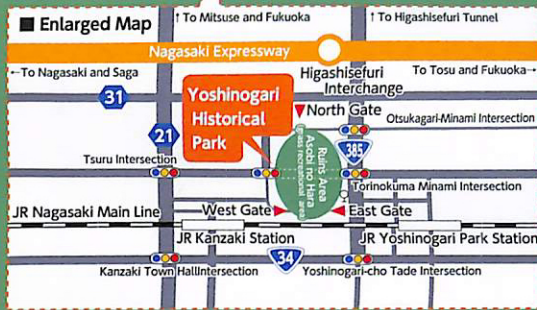 ■ Enlarged Map
↑To Mitsuse and Fukuoka
↑To Higashisefuri Tunnel
Nagasaki Expressway
←To Nagasaki and Saga
Higashisefuri
Interchange
To Tosu and Fukuoka→
31
Yoshinogari
Historical
Park
North Gate
Otsukagari-Minami Intersection
21
385
Ruins Area
Asobi no Hara
(grass recreational area)
Tsuru Intersection
Torinokuma Minami Intersection
JR Nagasaki Main Line
West Gate
East Gate
JR Kanzaki Station
JR Yoshinogari Park Station
34
Kanzaki Town HallIntersection
Yoshinogari-cho Tade Intersection